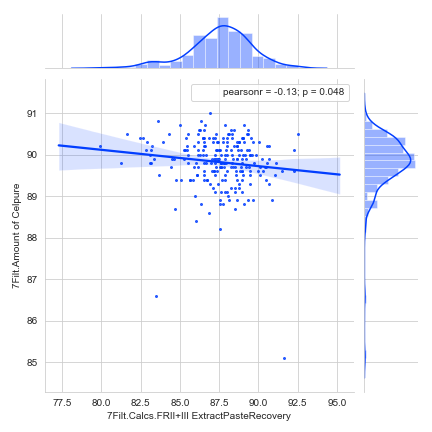 pearsonr = -0.13; p = 0.048
91
90
89
88
87
86
85
7Filt.Amount of Celpure
77.5 80.0 82.5 85.0 87.5 90.0 92.5 95.0
7Filt.Calcs.FRII+III ExtractPasteRecovery